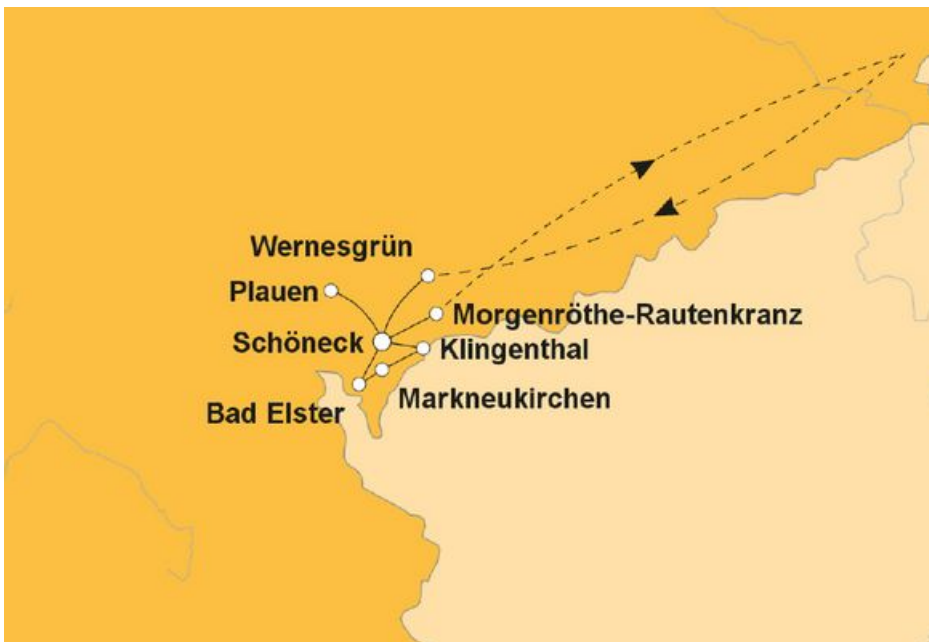 Wernesgrün
Plauen
Morgenröthe-Rautenkranz
Schöneck
Klingenthal
Markneukirchen
Bad Elster